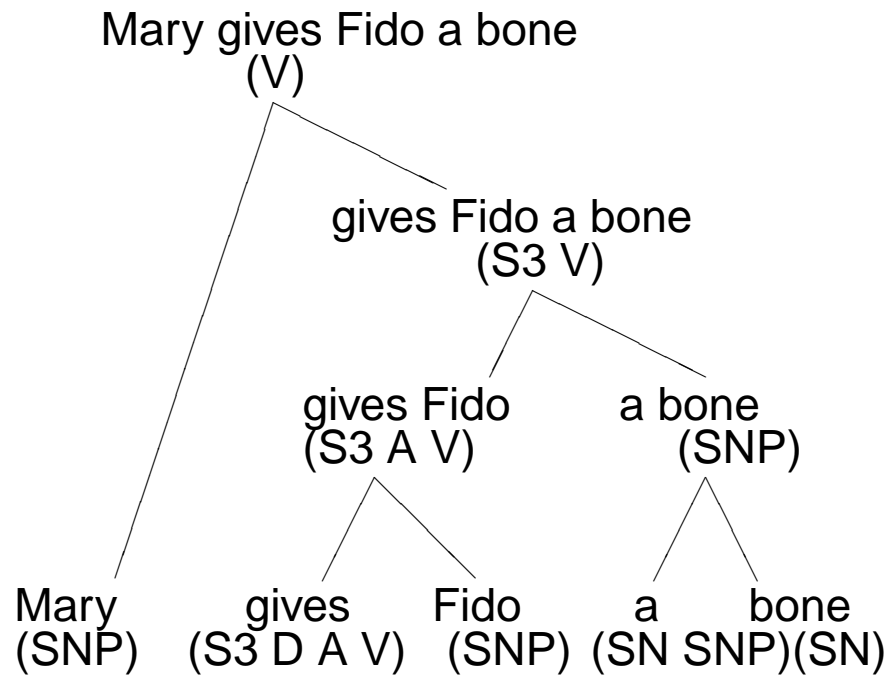 Mary gives Fido a bone
(V)
gives Fido a bone
(S3 V)
gives Fido a bone
(S3 A V) (SNP)
Mary gives Fido a bone
(SNP) (S3 D A V) (SNP) (SN SNP)(SN)